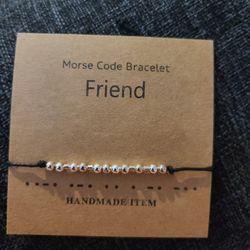 Morse Code Bracelet
Friend
HANDMADE ITEM